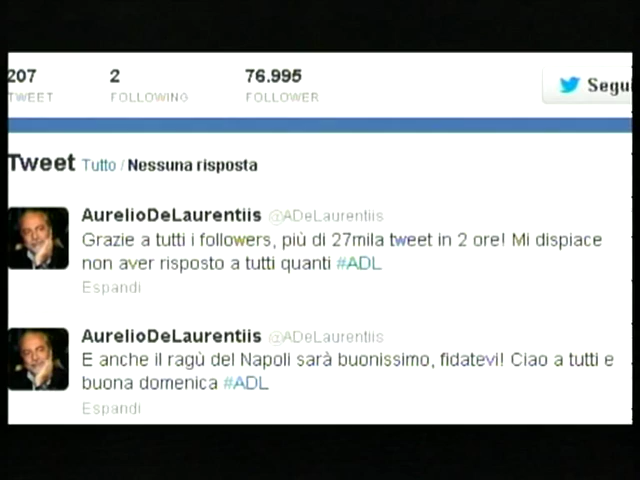 207 2 76.995
TWEET FOLLOWING FOLLOWER
Tweet Tutto / Nessuna risposta
AurelioDeLaurentiis @ADeLaurentiis
Grazie a tutti i followers, più di 27mila tweet in 2 ore! Mi dispiace
non aver risposto a tutti quanti #ADL
Espandi
AurelioDeLaurentiis @ADeLaurentiis
E anche il ragù del Napoli sarà buonissimo, fidatevi! Ciao a tutti e
buona domenica #ADL
Espandi